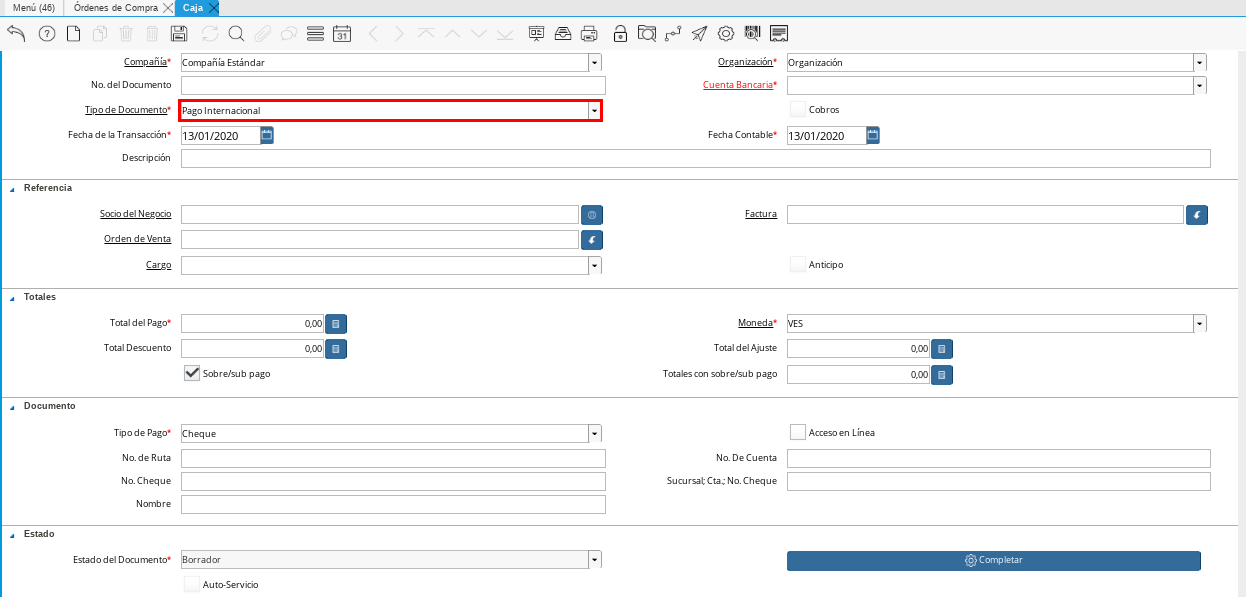 Menú (46) Órdenes de Compra Caja
31
Compañía* Compañía Estándar Organización* Organización
No. del Documento Cuenta Bancaria*
Tipo de Documento* Pago Internacional Cobros
Fecha de la Transacción* 13/01/2020 Fecha Contable* 13/01/2020
Descripción
Referencia
Socio del Negocio Factura
Orden de Venta
Cargo Anticipo
Totales
Total del Pago* 0,00 Moneda* VES
Total Descuento 0,00 Total del Ajuste 0,00
Sobre/sub pago Totales con sobre/sub pago 0,00
Documento
Tipo de Pago* Cheque Acceso en Línea
No. de Ruta No. De Cuenta
No. Cheque Sucursal; Cta.; No. Cheque
Nombre
Estado
Estado del Documento* Borrador Completar
Auto-Servicio